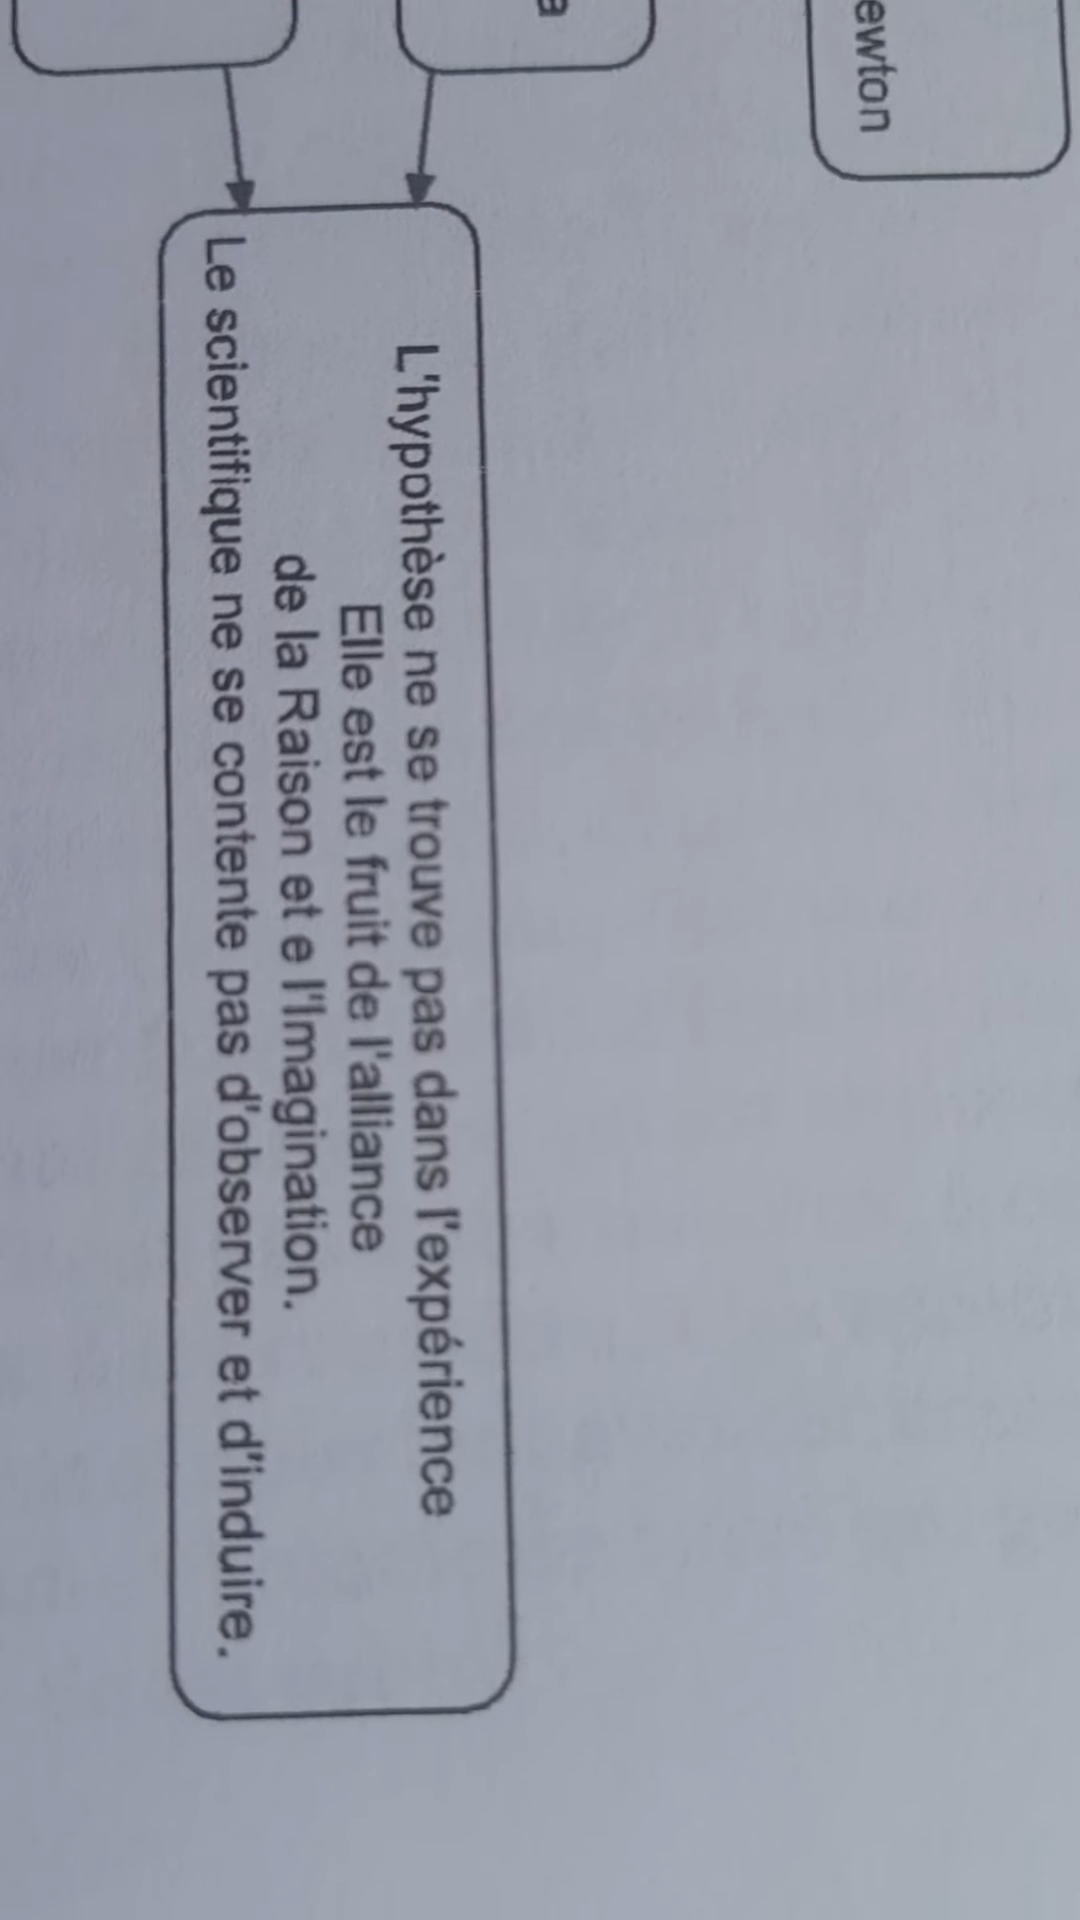 ewton
a
L'hypothèse ne se trouve pas dans l'expérience
Elle est le fruit de l'alliance
de la Raison et e l'Imagination.
Le scientifique ne se contente pas d'observer et d'induire.